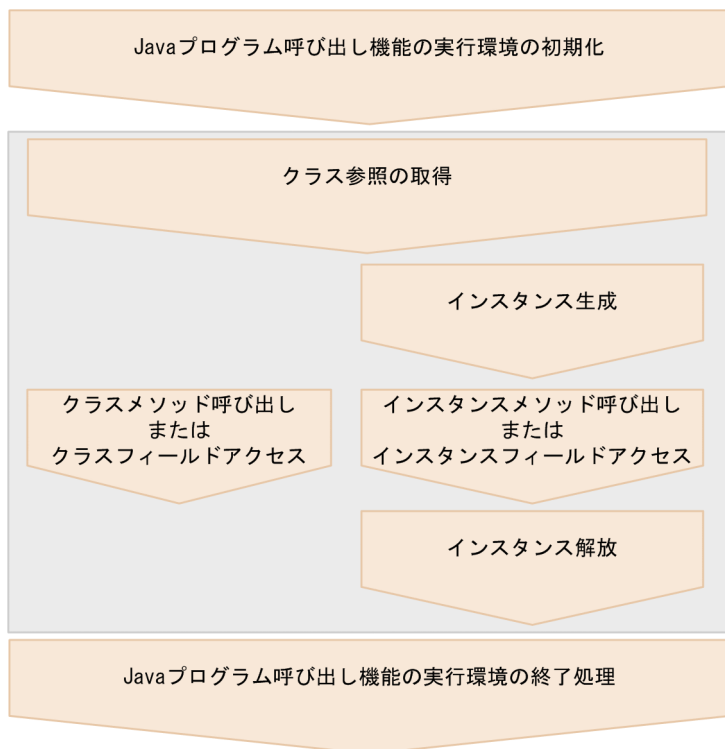 Javaプログラム呼び出し機能の実行環境の初期化
クラス参照の取得
インスタンス生成
クラスメソッド呼び出し
または
クラスフィールドアクセス
インスタンスメソッド呼び出し
または
インスタンスフィールドアクセス
インスタンス解放
Javaプログラム呼び出し機能の実行環境の終了処理